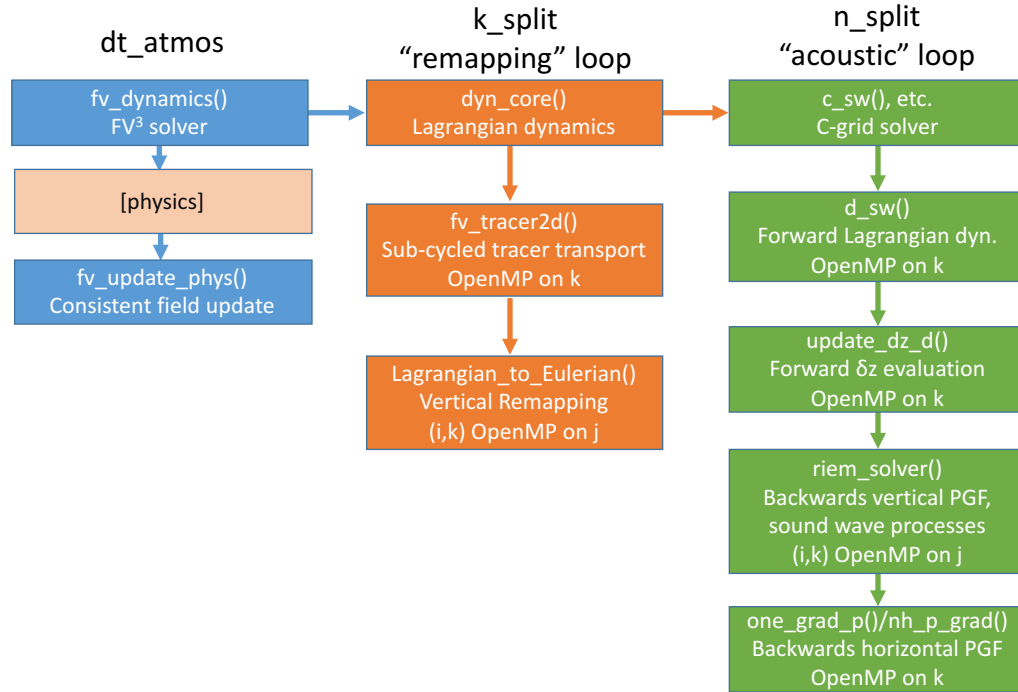 dt_atmos
fv_dynamics()
FV³ solver
[physics]
fv_update_phys()
Consistent field update
k_split
“remapping” loop
dyn_core()
Lagrangian dynamics
fv_tracer2d()
Sub-cycled tracer transport
OpenMP on k
Lagrangian_to_Eulerian()
Vertical Remapping
(i,k) OpenMP on j
n_split
“acoustic” loop
c_sw(), etc.
C-grid solver
d_sw()
Forward Lagrangian dyn.
OpenMP on k
update_dz_d()
Forward δz evaluation
OpenMP on k
riem_solver()
Backwards vertical PGF,
sound wave processes
(i,k) OpenMP on j
one_grad_p()/nh_p_grad()
Backwards horizontal PGF
OpenMP on k